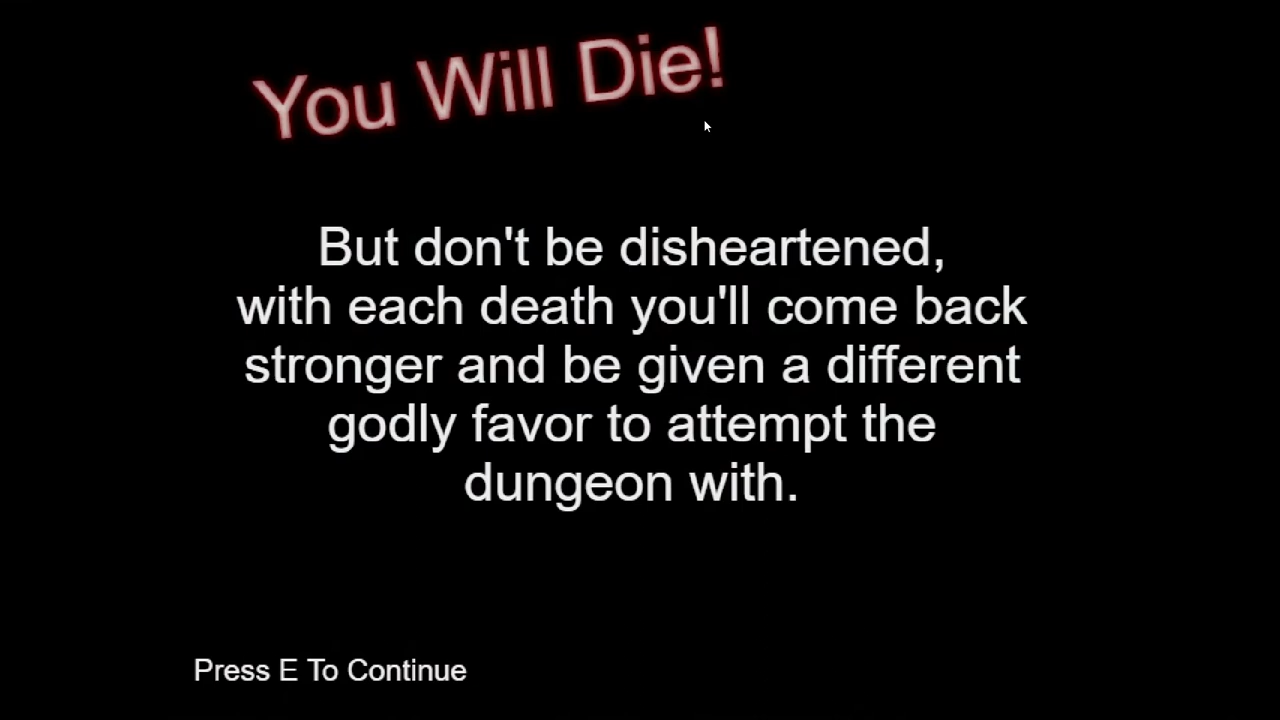 You Will Die!
But don't be disheartened,
with each death you'll come back
stronger and be given a different
godly favor to attempt the
dungeon with.
Press E To Continue